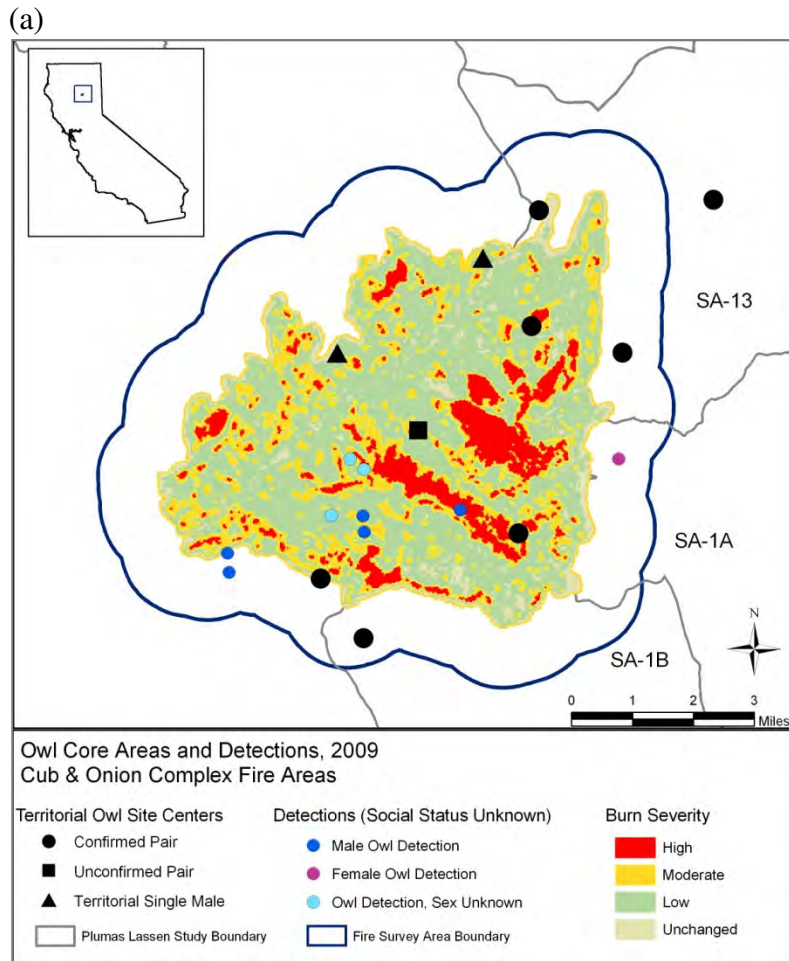 (a)
SA-13
SA-1A
N
SA-1B
0 1 2 3
Miles
Owl Core Areas and Detections, 2009
Cub & Onion Complex Fire Areas
Territorial Owl Site Centers
Confirmed Pair
Unconfirmed Pair
Territorial Single Male
Plumas Lassen Study Boundary
Detections (Social Status Unknown)
Male Owl Detection
Female Owl Detection
Owl Detection, Sex Unknown
Fire Survey Area Boundary
Burn Severity
High
Moderate
Low
Unchanged